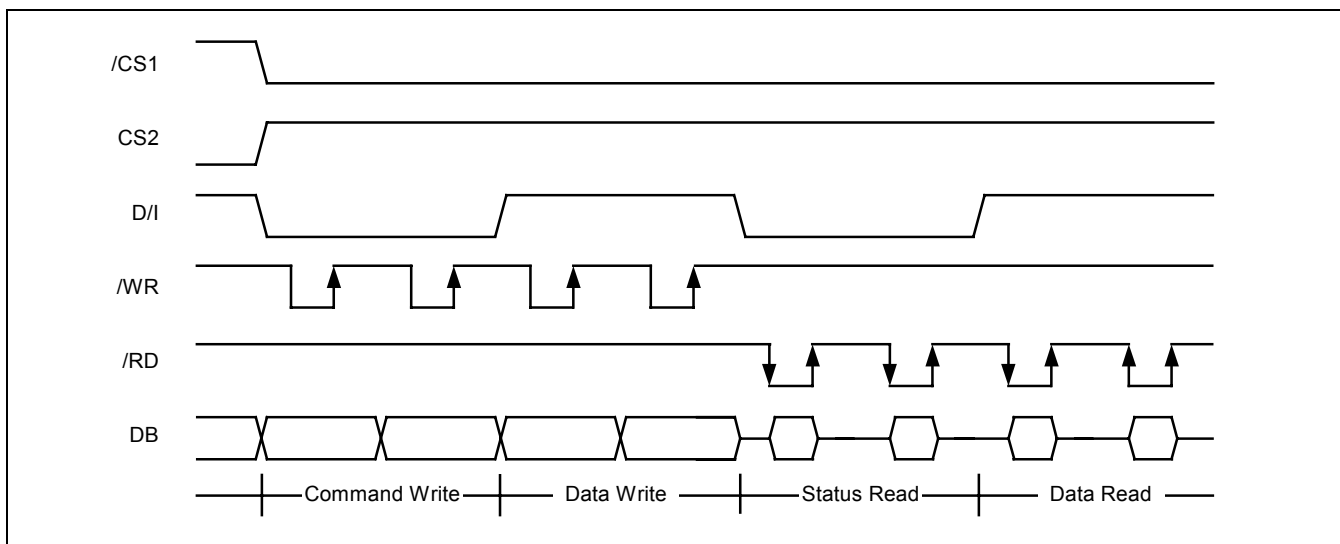 /CS1
CS2
D/I
/WR
/RD
DB
Command Write Data Write Status Read Data Read